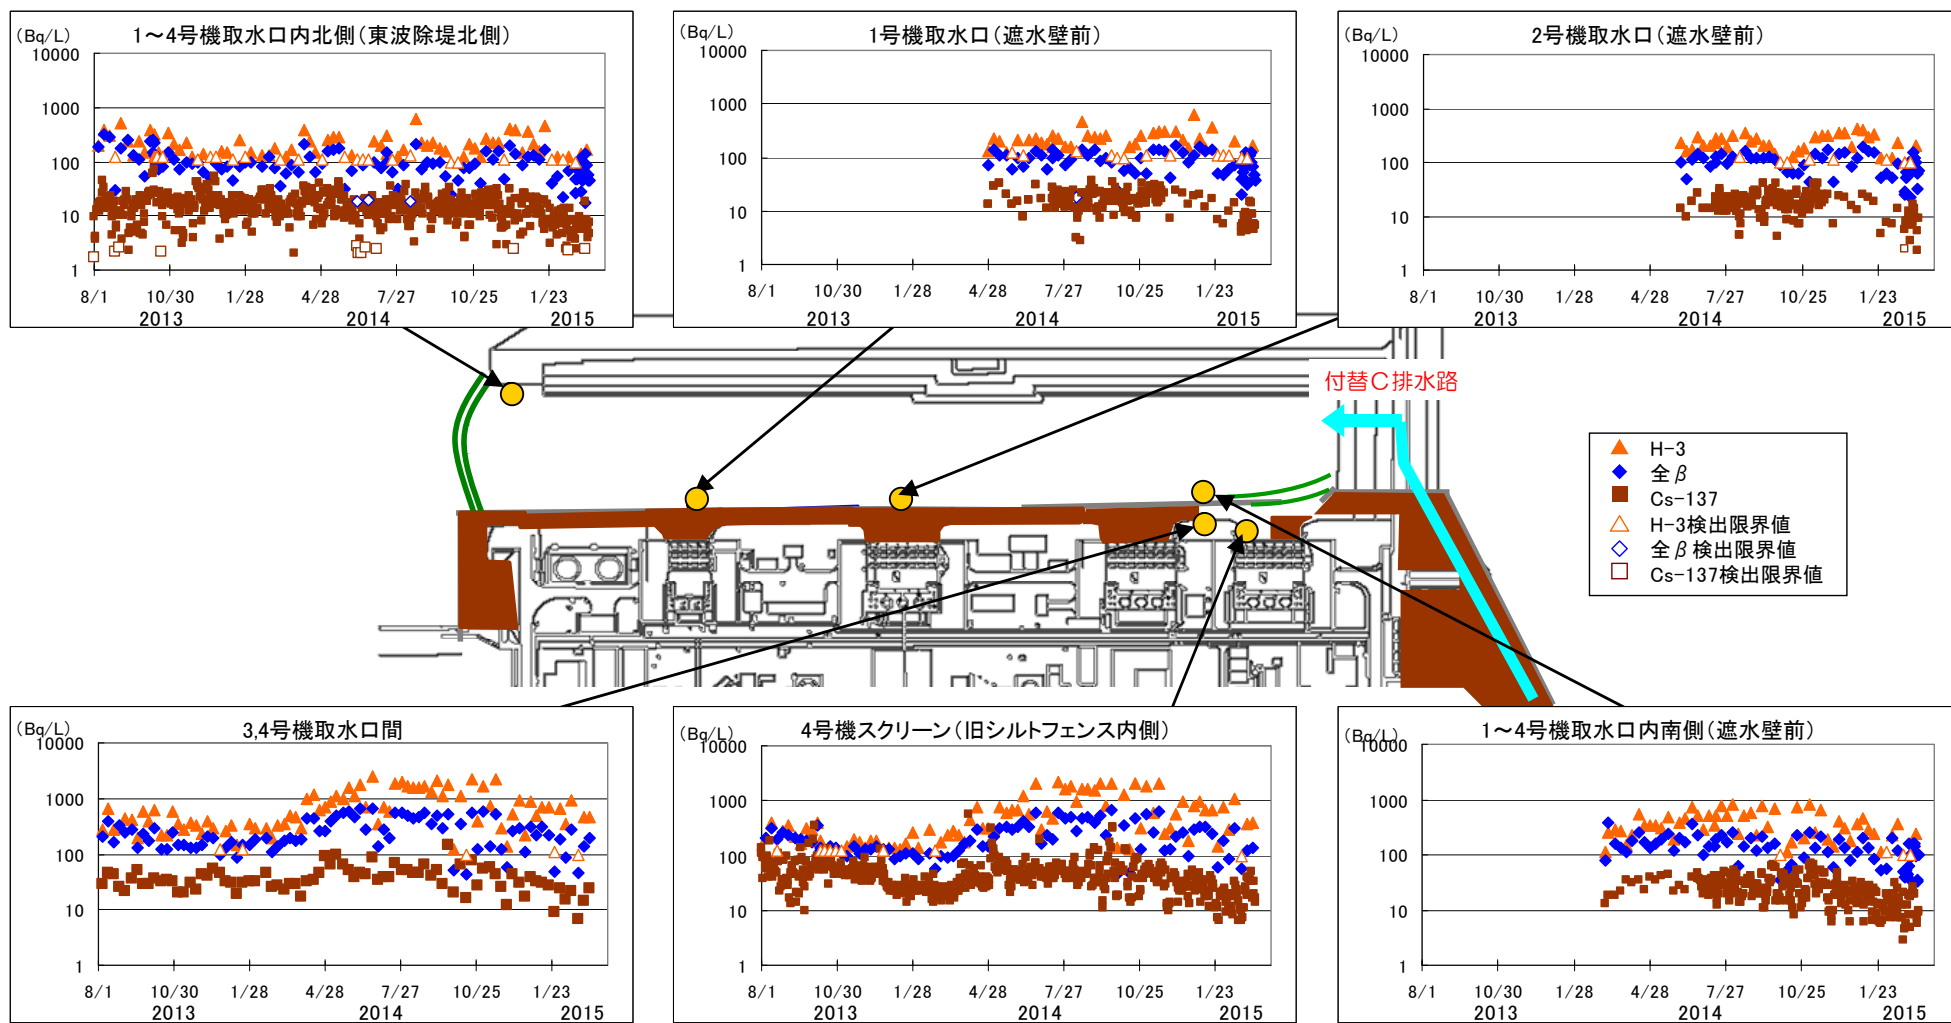 1～4号機取水口内北側（東波除堤北側）
(Bq/L)
10000
1000
100
10
1
8/1 10/30 1/28 4/28 7/27 10/25 1/23
2013 2014 2015
1号機取水口（遮水壁前）
(Bq/L)
10000
1000
100
10
1
8/1 10/30 1/28 4/28 7/27 10/25 1/23
2013 2014 2015
2号機取水口（遮水壁前）
(Bq/L)
10000
1000
100
10
1
8/1 10/30 1/28 4/28 7/27 10/25 1/23
2013 2014 2015
付替C排水路
H-3
全β
Cs-137
H-3検出限界値
全β検出限界値
Cs-137検出限界値
3,4号機取水口間
(Bq/L)
10000
1000
100
10
1
8/1 10/30 1/28 4/28 7/27 10/25 1/23
2013 2014 2015
4号機スクリーン（旧シルトフェンス内側）
(Bq/L)
10000
1000
100
10
1
8/1 10/30 1/28 4/28 7/27 10/25 1/23
2013 2014 2015
1～4号機取水口内南側（遮水壁前）
(Bq/L)
10000
1000
100
10
1
8/1 10/30 1/28 4/28 7/27 10/25 1/23
2013 2014 2015